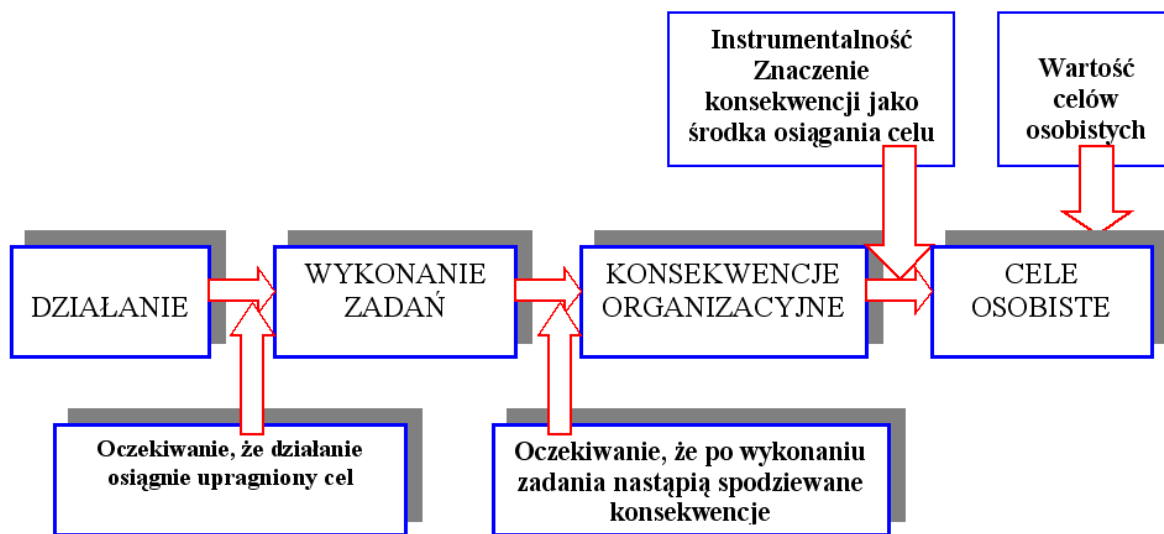 Instrumentalność
Znaczenie
konsekwencji jako
środka osiągania celu
Wartość
celów
osobistych
DZIAŁANIE
WYKONANIE
ZADAŃ
KONSEKWENCJE
ORGANIZACYJNE
CELE
OSOBISTE
Oczekiwanie, że działanie
osiągnie upragniony cel
Oczekiwanie, że po wykonaniu
zadania nastąpią spodziewane
konsekwencje